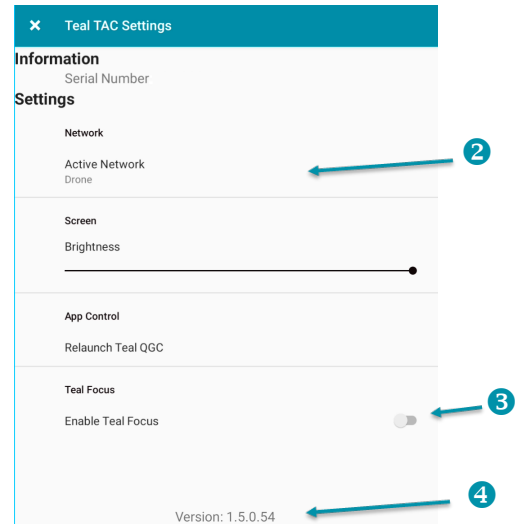 × Teal TAC Settings
Information
Serial Number
Settings
Network
Active Network
Drone
2
Screen
Brightness
App Control
Relaunch Teal QGC
Teal Focus
Enable Teal Focus
3
Version: 1.5.0.54
4